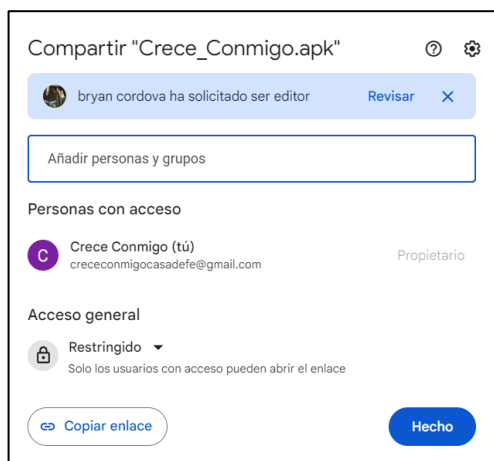 Compartir "Crece_Conmigo.apk"
bryan cordova ha solicitado ser editor Revisar
Añadir personas y grupos
Personas con acceso
C
Crece Conmigo (tú)
crececonmigocasadefe@gmail.com
Propietario
Acceso general
Restringido
Solo los usuarios con acceso pueden abrir el enlace
Copiar enlace
Hecho